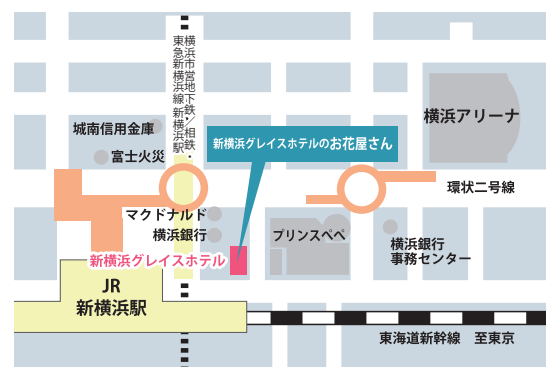 横浜市営地下鉄／相鉄・
東急新横浜線 新横浜駅
横浜アリーナ
城南信用金庫
富士火災
新横浜グレイスホテルのお花屋さん
環状二号線
マクドナルド
横浜銀行
プリンスペペ
横浜銀行
事務センター
新横浜グレイスホテル
JR
新横浜駅
東海道新幹線 至東京